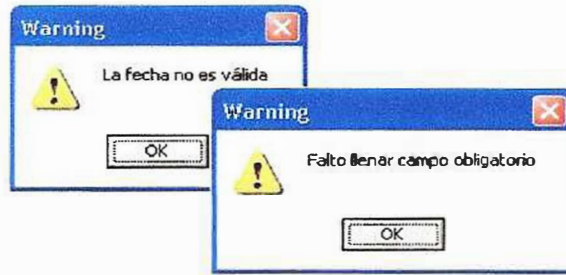 Warning
La fecha no es válida
OK
Warning
Falto llenar campo obligatorio
OK